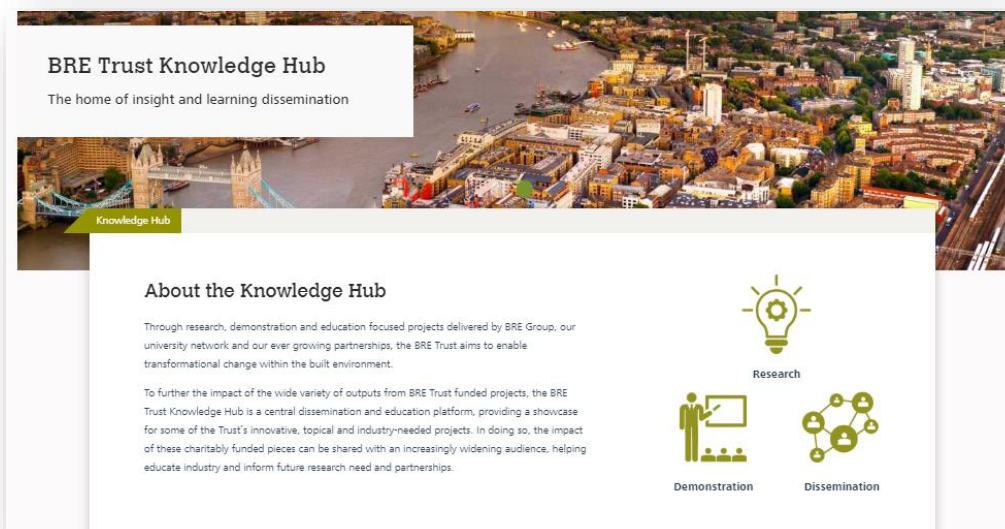 BRE Trust Knowledge Hub
The home of insight and learning dissemination
Knowledge Hub
About the Knowledge Hub
Through research, demonstration and education focused projects delivered by BRE Group, our
university network and our ever growing partnerships, the BRE Trust aims to enable
transformational change within the built environment.
To further the impact of the wide variety of outputs from BRE Trust funded projects, the BRE
Trust Knowledge Hub is a central dissemination and education platform, providing a showcase
for some of the Trust's innovative, topical and industry-needed projects. In doing so, the impact
of these charitably funded pieces can be shared with an increasingly widening audience, helping
educate industry and inform future research need and partnerships.
Research
Demonstration
Dissemination